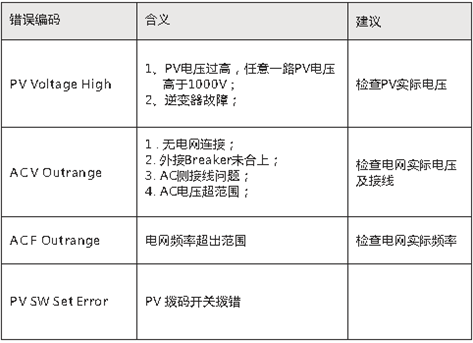 错误编码 含义 建议
PV Voltage High
1、PV电压过高，任意一路PV电压
高于1000V；
2、逆变器故障；
检查PV实际电压
ACV Outrange
1. 无电网连接；
2. 外接Breaker未合上；
3. AC测接线问题；
4. AC电压超范围；
检查电网实际电压
及接线
ACF Outrange 电网频率超出范围 检查电网实际频率
PV SW Set Error PV 拨码开关拨错